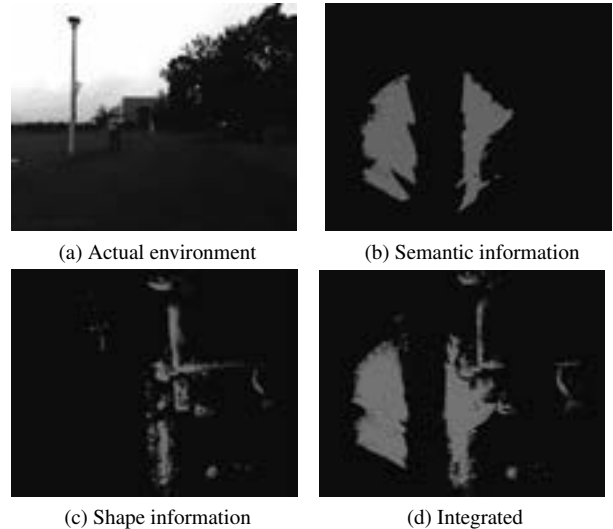 (a) Actual environment
(b) Semantic information
(c) Shape information
(d) Integrated